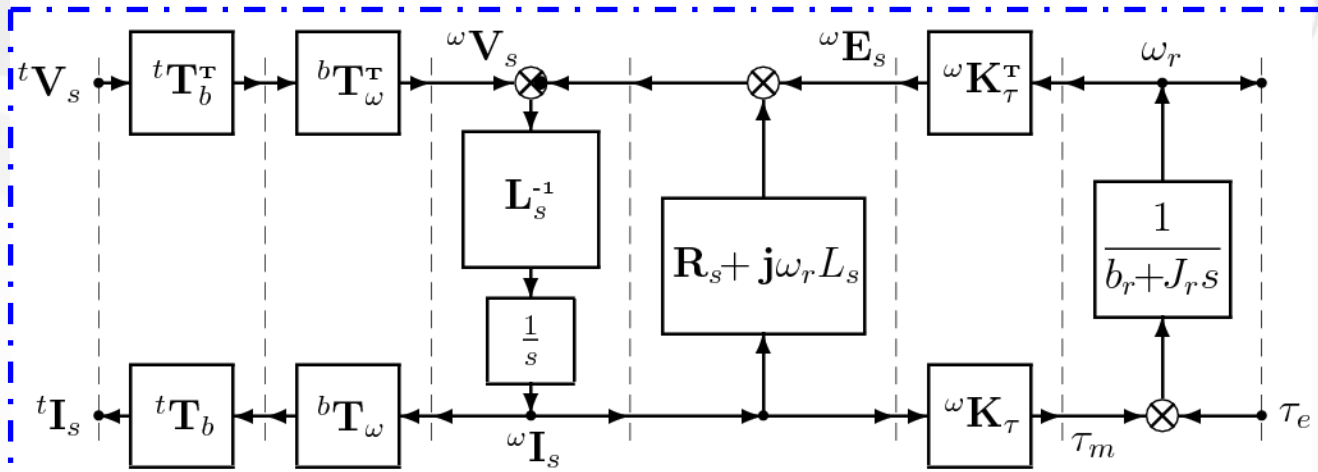 ᵗV_s ᵗT_b^T ᵇT_ω^T ^ωV_s ^ωE_s ^ωK_τ^T ω_r
L_s^-1 R_s + jω_r L_s 1/(b_r+J_r s)
1/s
ᵗI_s ᵗT_b ᵇT_ω ^ωI_s ^ωK_τ τ_m τ_e